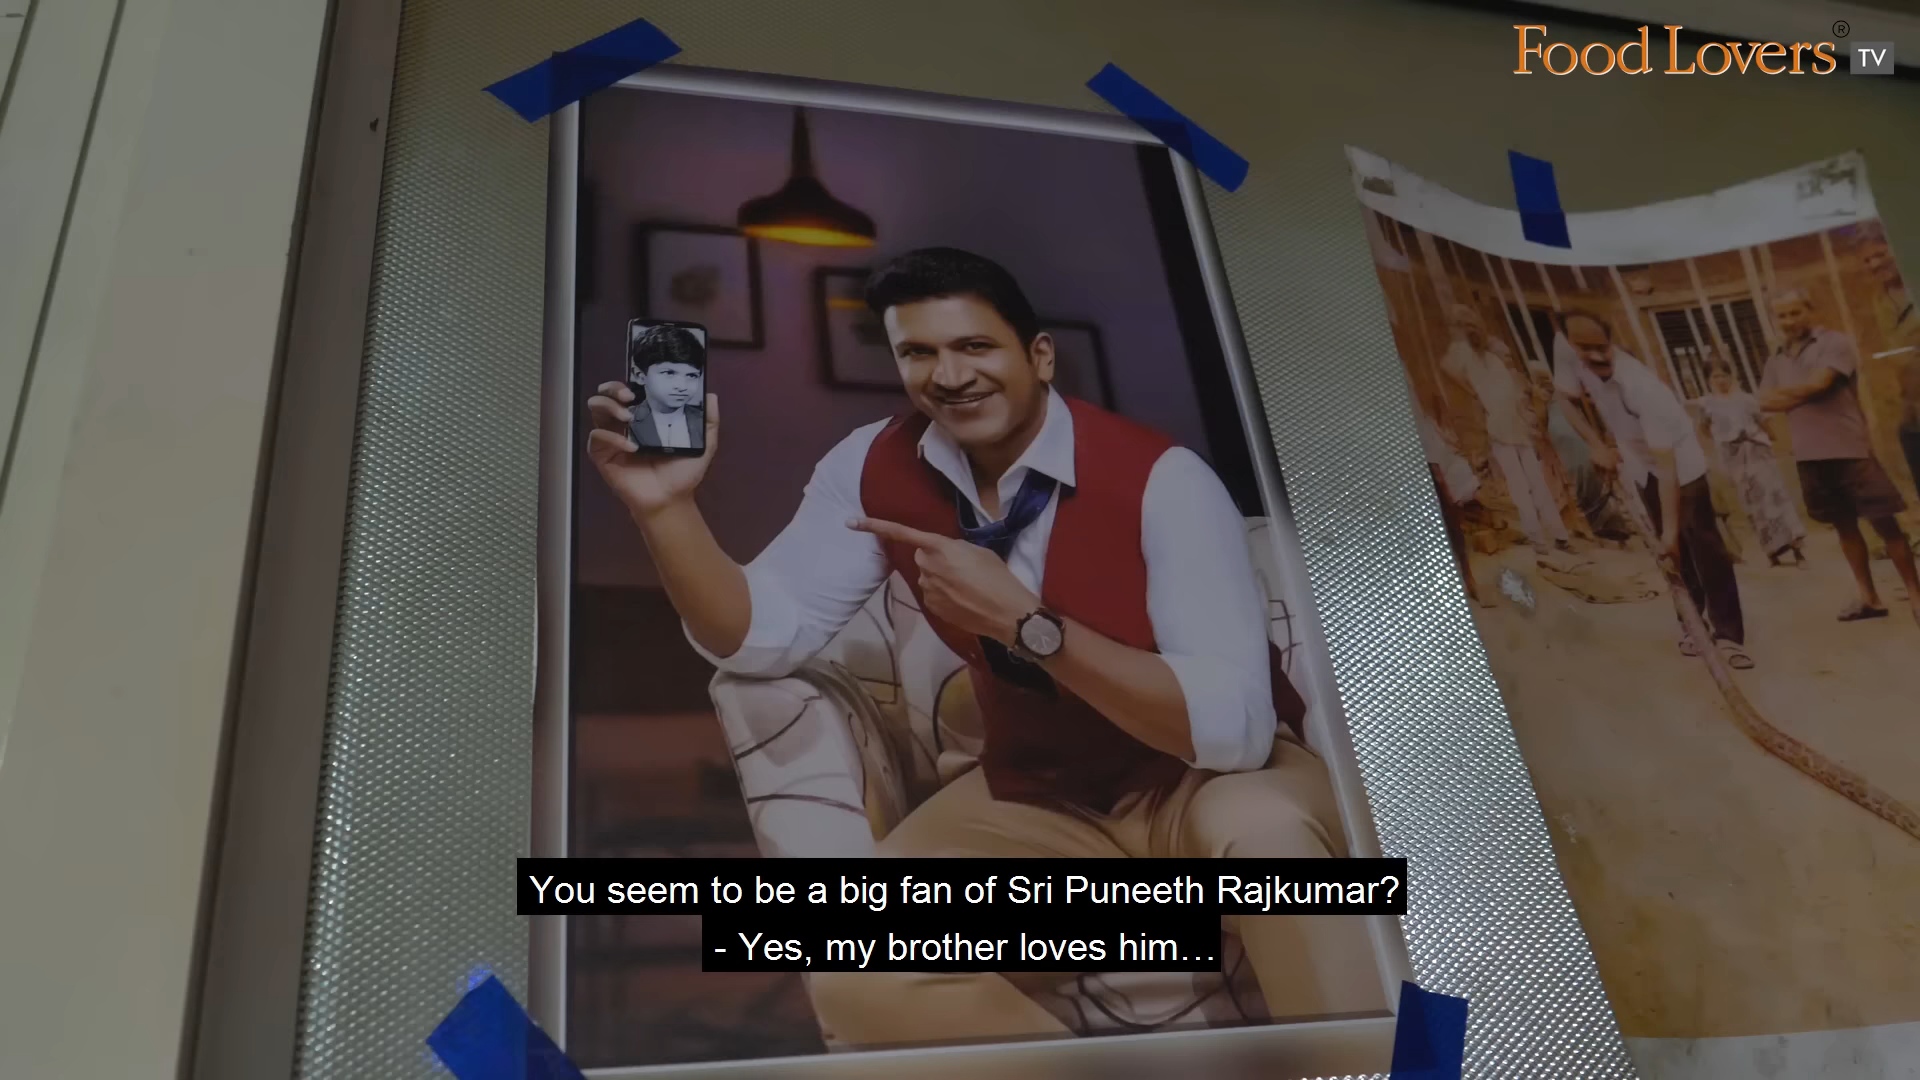 Food Lovers® TV
You seem to be a big fan of Sri Puneeth Rajkumar?
- Yes, my brother loves him…